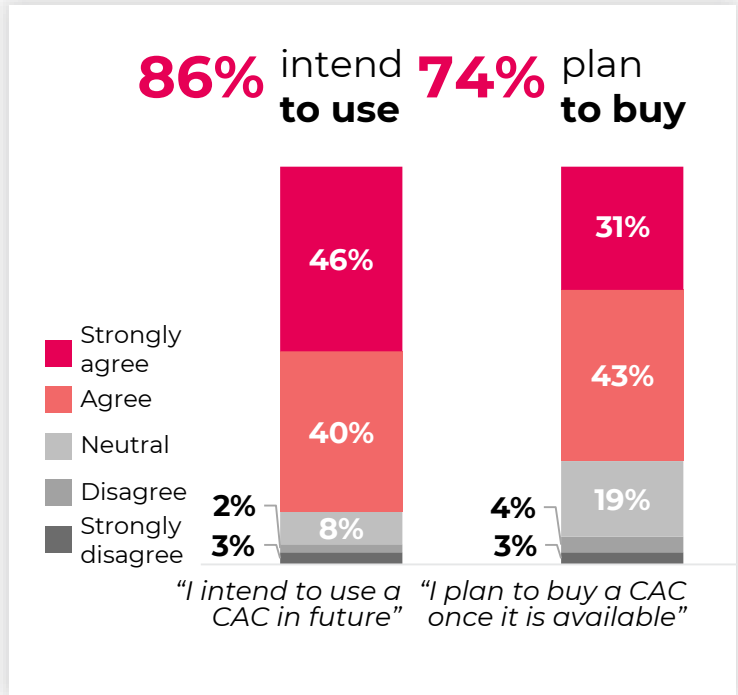 86% intend
to use
74% plan
to buy
46%
40%
8%
2%
3%
31%
43%
19%
4%
3%
Strongly
agree
Agree
Neutral
Disagree
Strongly
disagree
“I intend to use a
CAC in future”
“I plan to buy a CAC
once it is available”